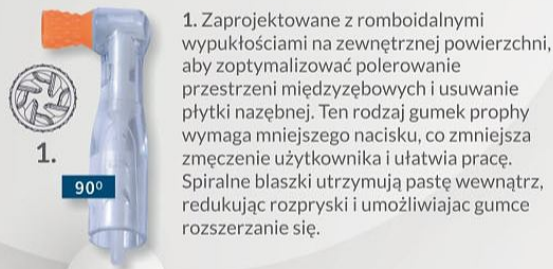 1. Zaprojektowane z romboidalnymi
wypukłościami na zewnętrznej powierzchni,
aby zoptymalizować polerowanie
przestrzeni międzyzębowych i usuwanie
płytki nazębnej. Ten rodzaj gumek prophy
wymaga mniejszego nacisku, co zmniejsza
zmęczenie użytkownika i ułatwia pracę.
Spiralne blaszki utrzymują pastę wewnątrz,
redukując rozpryski i umożliwiajac gumce
rozszerzanie się.
1.
90⁰